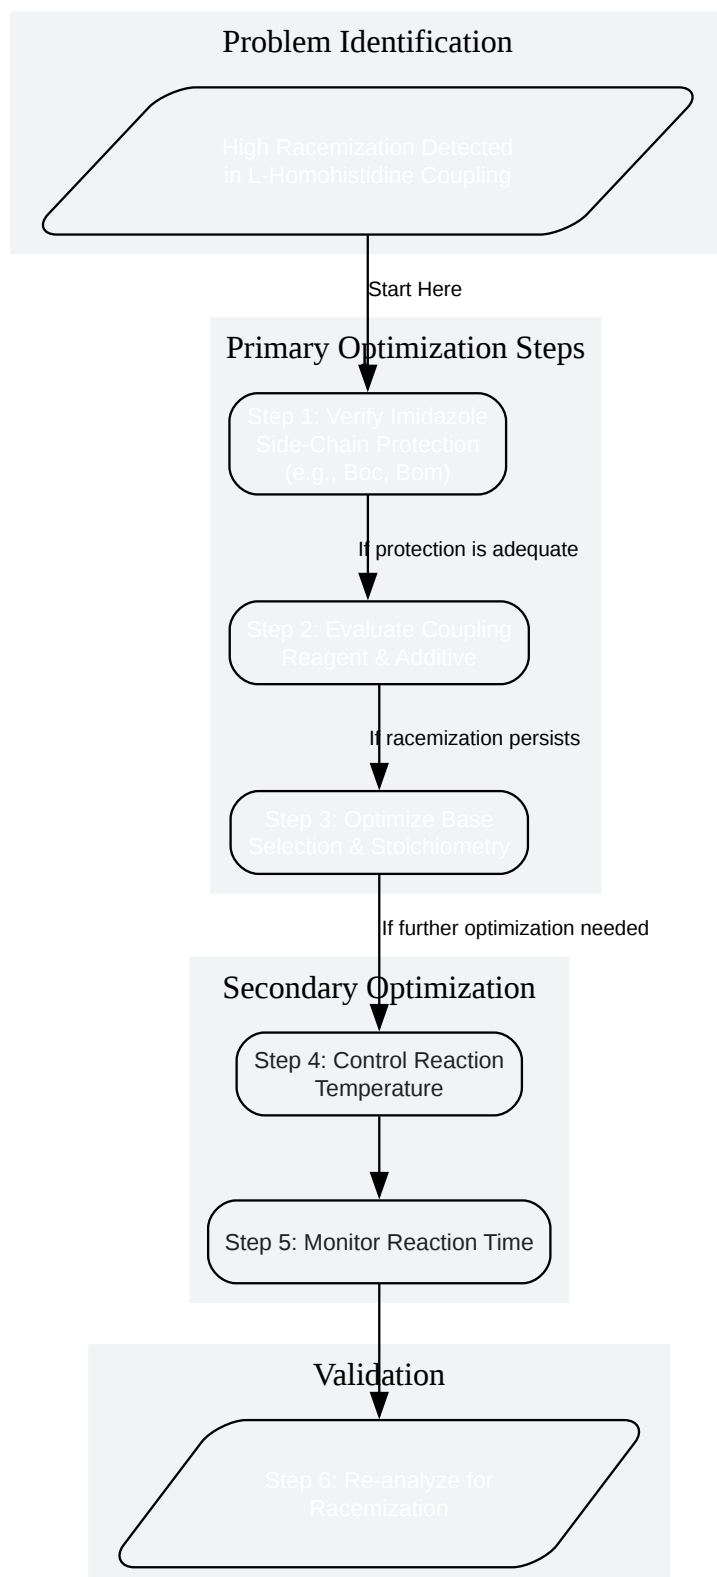 Problem Identification
High Racemization Detected
in L-Homohistidine Coupling
Start Here
Primary Optimization Steps
Step 1: Verify Imidazole
Side-Chain Protection
(e.g., Boc, Bom)
If protection is adequate
Step 2: Evaluate Coupling
Reagent & Additive
If racemization persists
Step 3: Optimize Base
Selection & Stoichiometry
If further optimization needed
Secondary Optimization
Step 4: Control Reaction
Temperature
Step 5: Monitor Reaction Time
Validation
Step 6: Re-analyze for
Racemization